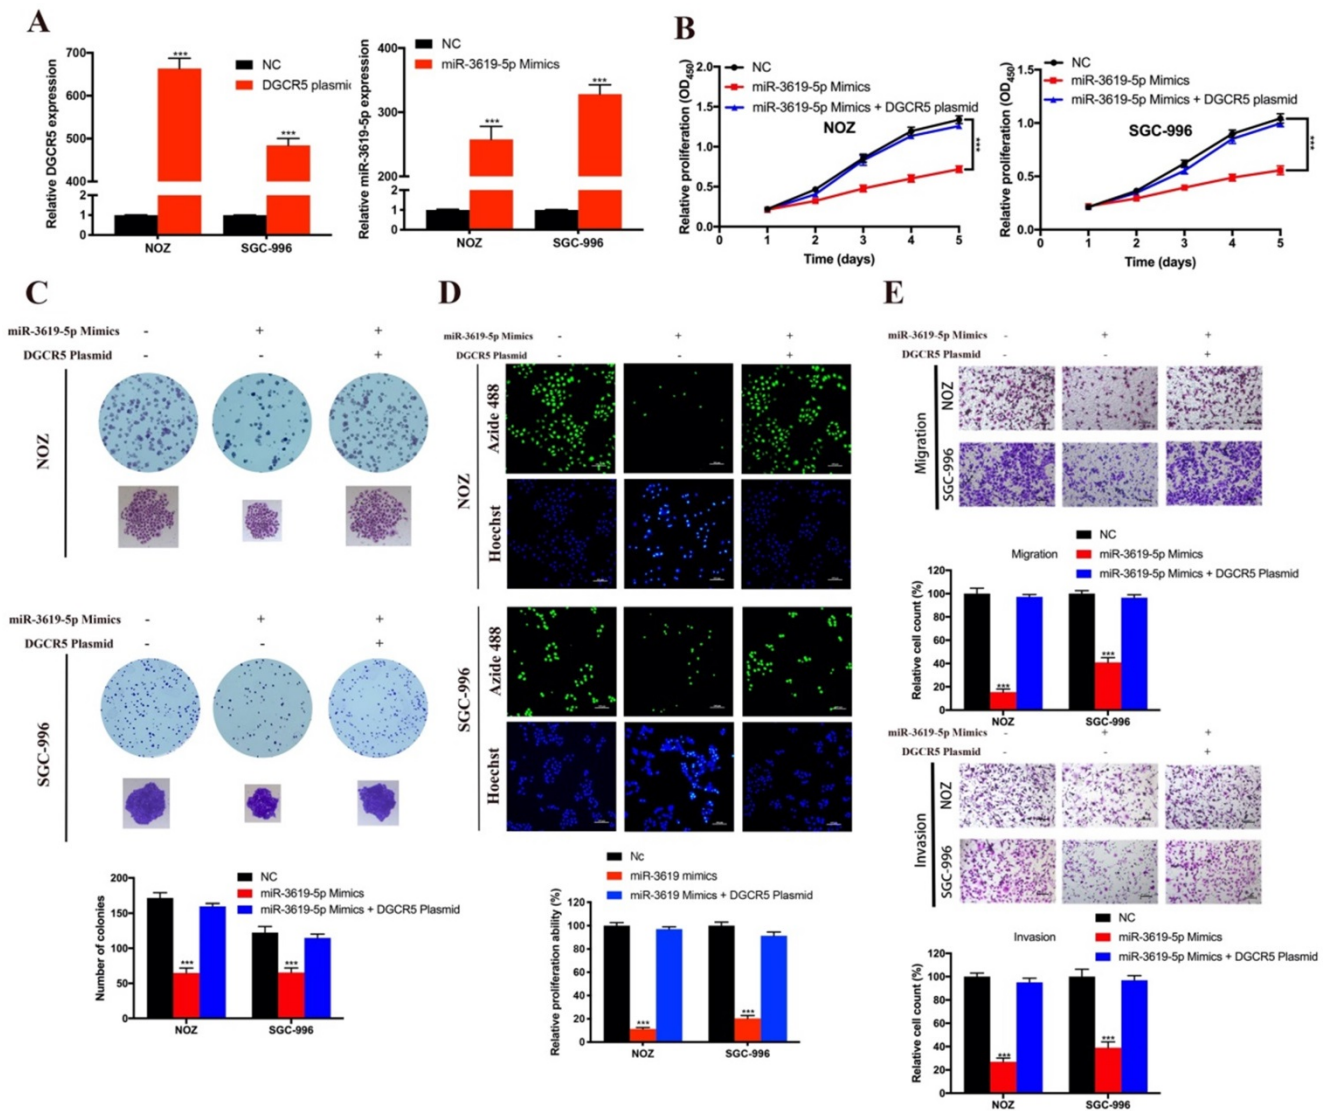 A
Relative DGCR5 expression
700
600
500
400
2
1
0
NOZ
SGC-996
***
***
NC
DGCR5 plasmi
Relative miR-3619-5p expression
400
300
200
2
1
0
NOZ
SGC-996
***
***
NC
miR-3619-5p Mimics
B
Relative proliferation (OD450)
2.0
1.5
1.0
0.5
0.0
0 1 2 3 4 5
Time (days)
NC
miR-3619-5p Mimics
miR-3619-5p Mimics + DGCR5 plasmid
NOZ
***
Relative proliferation (OD450)
1.5
1.0
0.5
0.0
0 1 2 3 4 5
Time (days)
NC
miR-3619-5p Mimics
miR-3619-5p Mimics + DGCR5 plasmid
SGC-996
***
C
miR-3619-5p Mimics - + +
DGCR5 Plasmid - - +
NOZ
miR-3619-5p Mimics - + +
DGCR5 Plasmid - - +
SGC-996
Number of colonies
200
150
100
50
0
NOZ
SGC-996
***
***
NC
miR-3619-5p Mimics
miR-3619-5p Mimics + DGCR5 Plasmid
D
miR-3619-5p Mimics - + +
DGCR5 Plasmid - - +
NOZ
Azide 488
Hoechst
SGC-996
Azide 488
Hoechst
Nc
miR-3619 mimics
miR-3619 Mimics + DGCR5 Plasmid
Relative proliferation ability (%)
120
100
80
60
40
20
0
NOZ
SGC-996
***
***
E
miR-3619-5p Mimics - + +
DGCR5 Plasmid - - +
Migration
NOZ
SGC-996
Migration
NC
miR-3619-5p Mimics
miR-3619-5p Mimics + DGCR5 Plasmid
Relative cell count (%)
120
100
80
60
40
20
0
NOZ
SGC-996
***
***
miR-3619-5p Mimics - + +
DGCR5 Plasmid - - +
Invasion
NOZ
SGC-996
Invasion
NC
miR-3619-5p Mimics
miR-3619-5p Mimics + DGCR5 Plasmid
Relative cell count (%)
120
100
80
60
40
20
0
NOZ
SGC-996
***
***